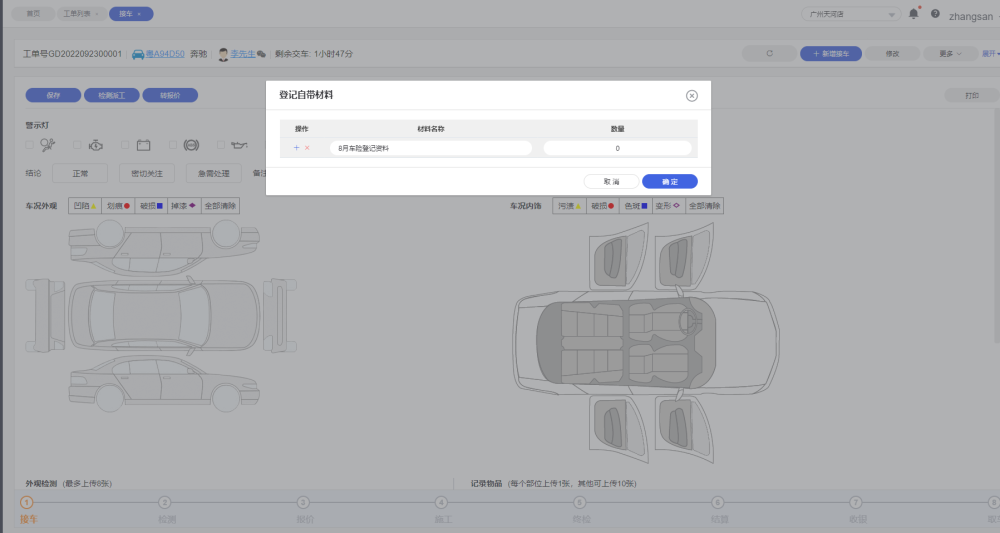 首页 工单列表 × 接车 × 广州天河店 zhangsan
工单号GD2022092300001 粤A94D50 奔驰 李先生 剩余交车: 1小时47分 + 新增接车 修改 更多 展开
保存 检测派工 转报价 打印
登记自带材料
操作 材料名称 数量
+ × 8月车险登记资料 0
取消 确定
警示灯
结论 正常 密切关注 急需处理 备注
车况外观 凹陷 划痕 破损 掉漆 全部清除
车况内饰 污渍 破损 色斑 变形 全部清除
外观检测 (最多上传6张)
记录物品 (每个部位上传1张，其他可上传10张)
1 2 3 4 5 6 7 8
接车 检测 报价 施工 质检 结算 收银